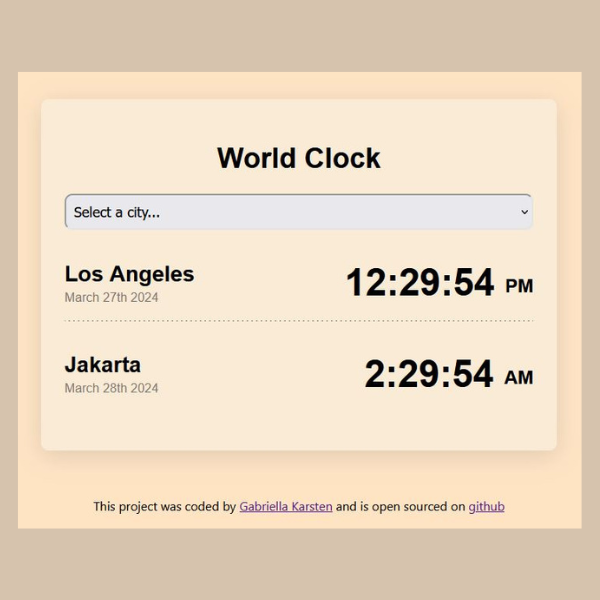 World Clock
Select a city...
Los Angeles
12:29:54 PM
March 27th 2024
Jakarta
2:29:54 AM
March 28th 2024
This project was coded by Gabriella Karsten and is open sourced on github